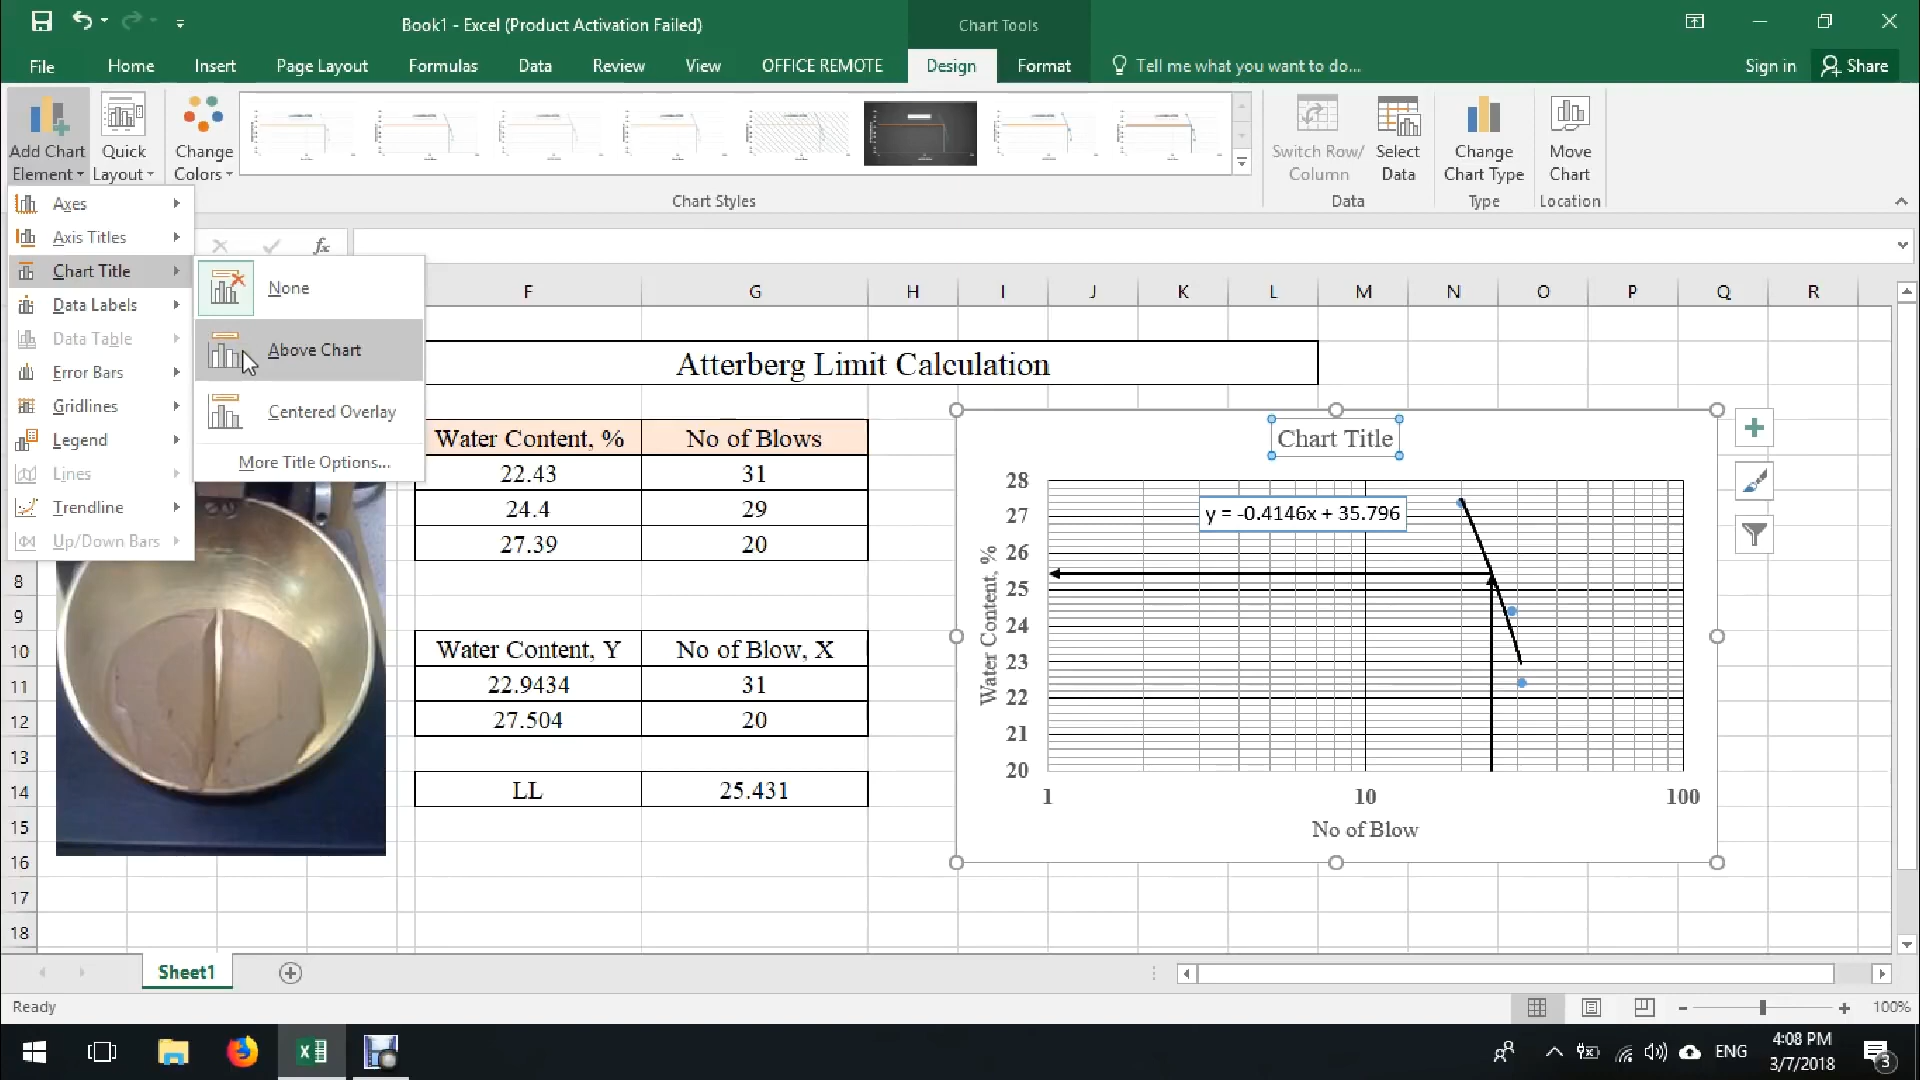 Book1 - Excel (Product Activation Failed)
Chart Tools
File
Home
Insert
Page Layout
Formulas
Data
Review
View
OFFICE REMOTE
Design
Format
Tell me what you want to do...
Sign in
Share
Add Chart
Element
Quick
Layout
Change
Colors
Chart Styles
Switch Row/
Column
Select
Data
Data
Change
Chart Type
Type
Move
Chart
Location
Axes
Axis Titles
Chart Title
Data Labels
Data Table
Error Bars
Gridlines
Legend
Lines
Trendline
Up/Down Bars
None
Above Chart
Centered Overlay
More Title Options...
fx
F G H I J K L M N O P Q R
Atterberg Limit Calculation
Water Content, % No of Blows
22.43 31
24.4 29
27.39 20
8
9
10 Water Content, Y No of Blow, X
11 22.9434 31
12 27.504 20
13
14 LL 25.431
15
16
17
18
Chart Title
28
27
26
25
24
23
22
21
20
y = -0.4146x + 35.796
Water Content, %
1 10 100
No of Blow
Sheet1
Ready
100%
ENG
4:08 PM
3/7/2018
3